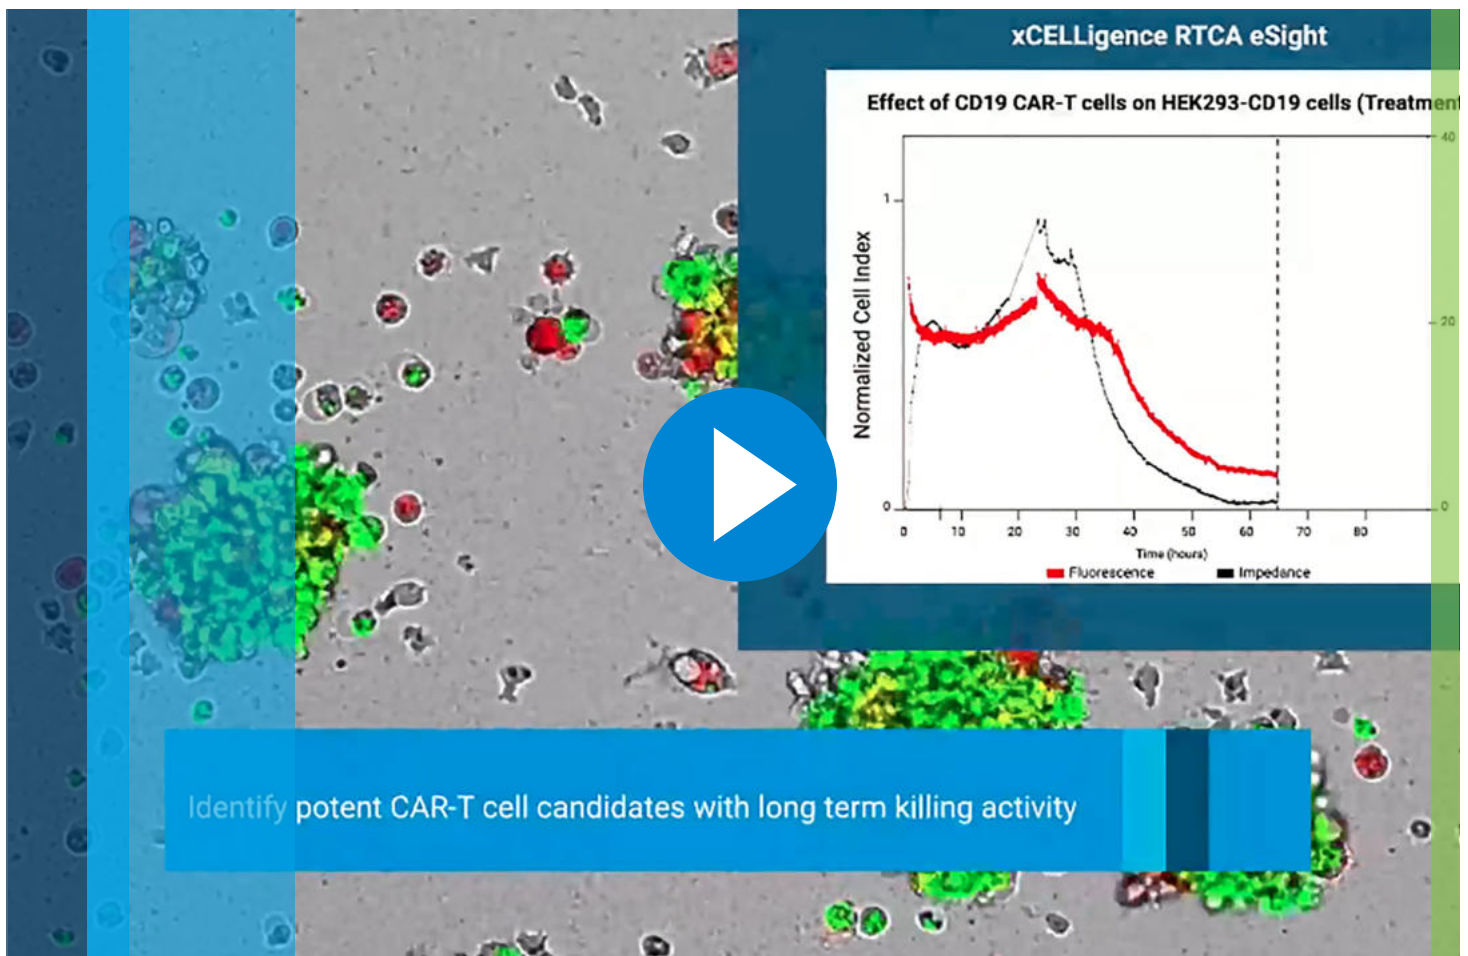 xCELLigence RTCA eSight
Effect of CD19 CAR-T cells on HEK293-CD19 cells (Treatment
40
1
Normalized Cell Index
20
0
0
0 10 20 30 40 50 60 70 80
Time (hours)
Fluorescence Impedance
Identify potent CAR-T cell candidates with long term killing activity